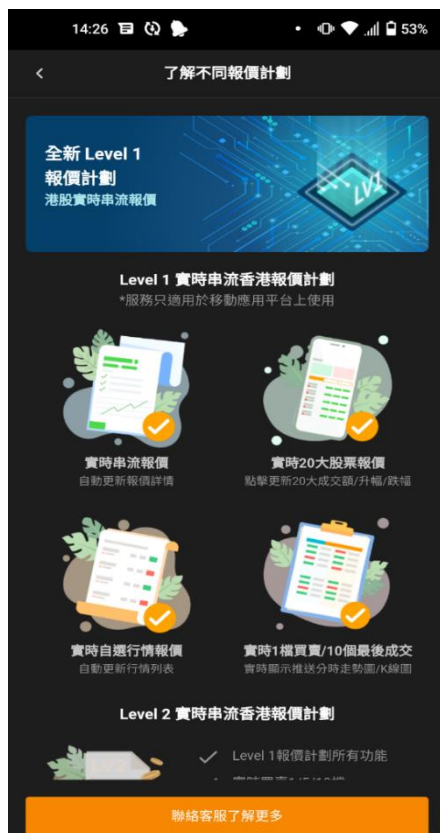 14:26
53%
了解不同報價計劃
全新 Level 1
報價計劃
港股實時串流報價
LV1
Level 1 實時串流香港報價計劃
*服務只適用於移動應用平台上使用
實時串流報價
自動更新報價詳情
實時20大股票報價
點擊更新20大成交額/升幅/跌幅
實時自選行情報價
自動更新行情列表
實時1檔買賣/10個最後成交
實時顯示推送分時走勢圖/K線圖
Level 2 實時串流香港報價計劃
LV2
Level 1報價計劃所有功能
聯絡客服了解更多